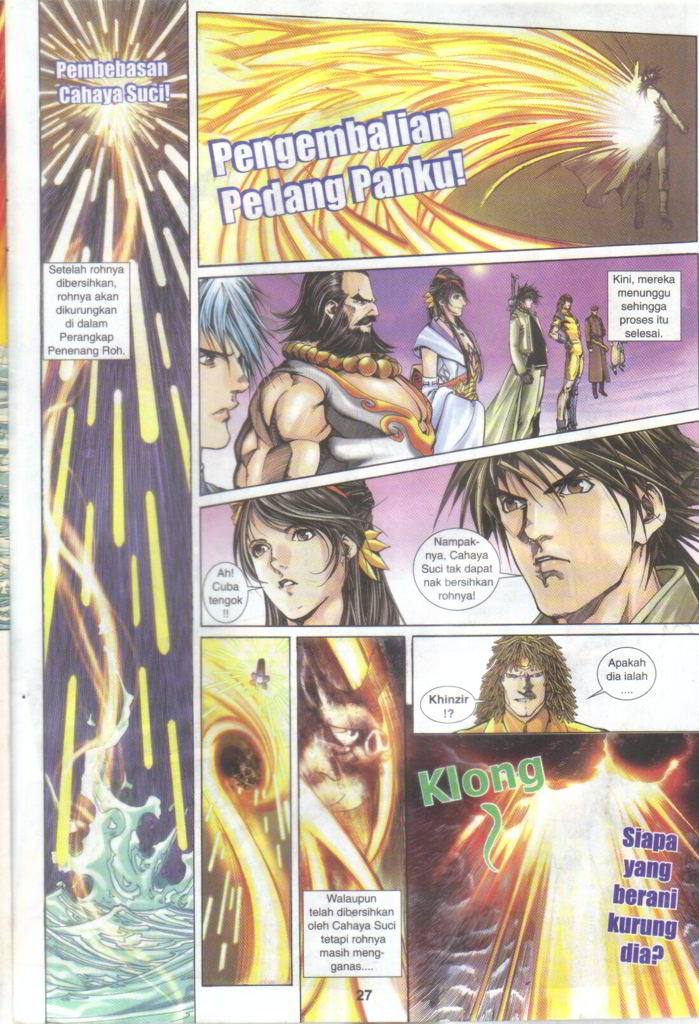 Pembebasan
Cahaya Suci!
Setelah rohnya
dibersihkan,
rohnya akan
dikurungkan
di dalam
Perangkap
Penenang Roh.
Pengembalian
Pedang Panku!
Kini, mereka
menunggu
sehingga
proses itu
selesai.
Ah!
Cuba
tengok
!!
Nampak-
nya, Cahaya
Suci tak dapat
nak bersihkan
rohnya!
Walaupun
telah dibersihkan
oleh Cahaya Suci
tetapi rohnya
masih meng-
ganas....
Khinzir
!?
Apakah
dia ialah
....
Klong
Siapa
yang
berani
kurung
dia?
27